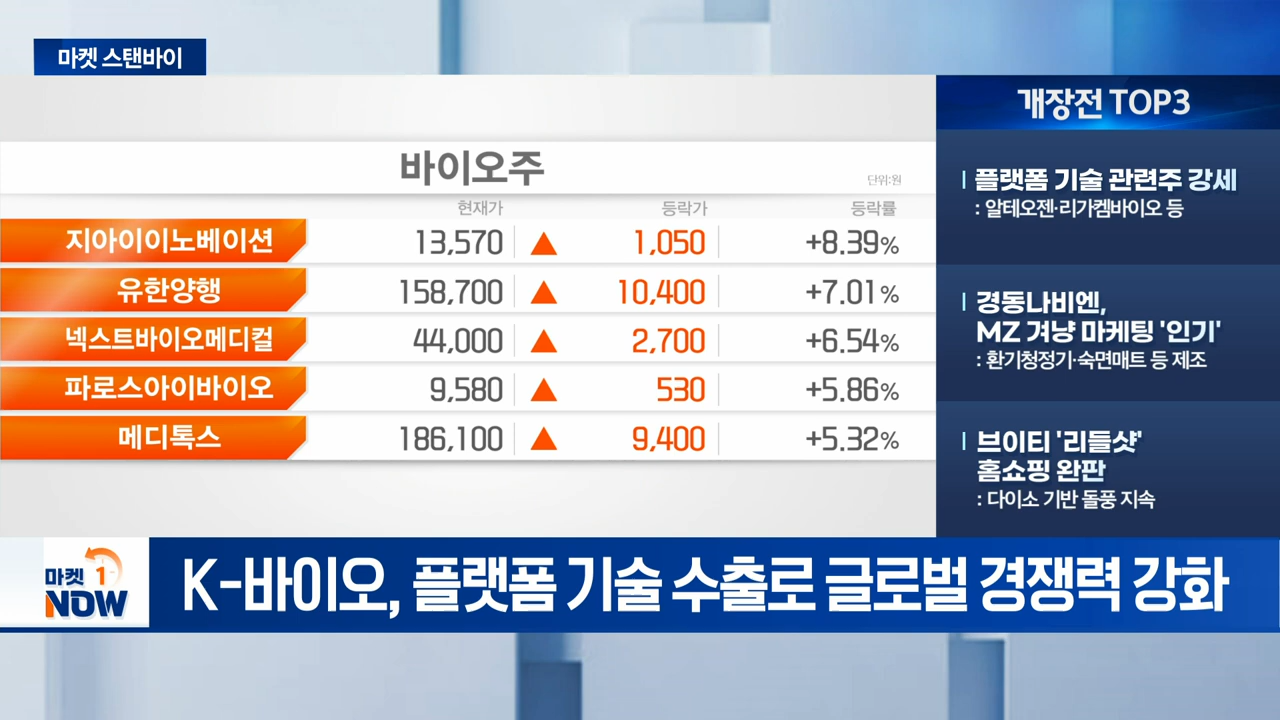 마켓 스탠바이
바이오주
단위:원
현재가 등락가 등락률
지아이이노베이션 13,570 ▲ 1,050 +8.39%
유한양행 158,700 ▲ 10,400 +7.01%
넥스트바이오메디컬 44,000 ▲ 2,700 +6.54%
파로스아이바이오 9,580 ▲ 530 +5.86%
메디톡스 186,100 ▲ 9,400 +5.32%
개장전 TOP3
플랫폼 기술 관련주 강세
: 알테오젠·리가켐바이오 등
경동나비엔,
MZ 겨냥 마케팅 '인기'
: 환기청정기·숙면매트 등 제조
브이티 '리들샷'
홈쇼핑 완판
: 다이소 기반 돌풍 지속
마켓 1
NOW
K-바이오, 플랫폼 기술 수출로 글로벌 경쟁력 강화